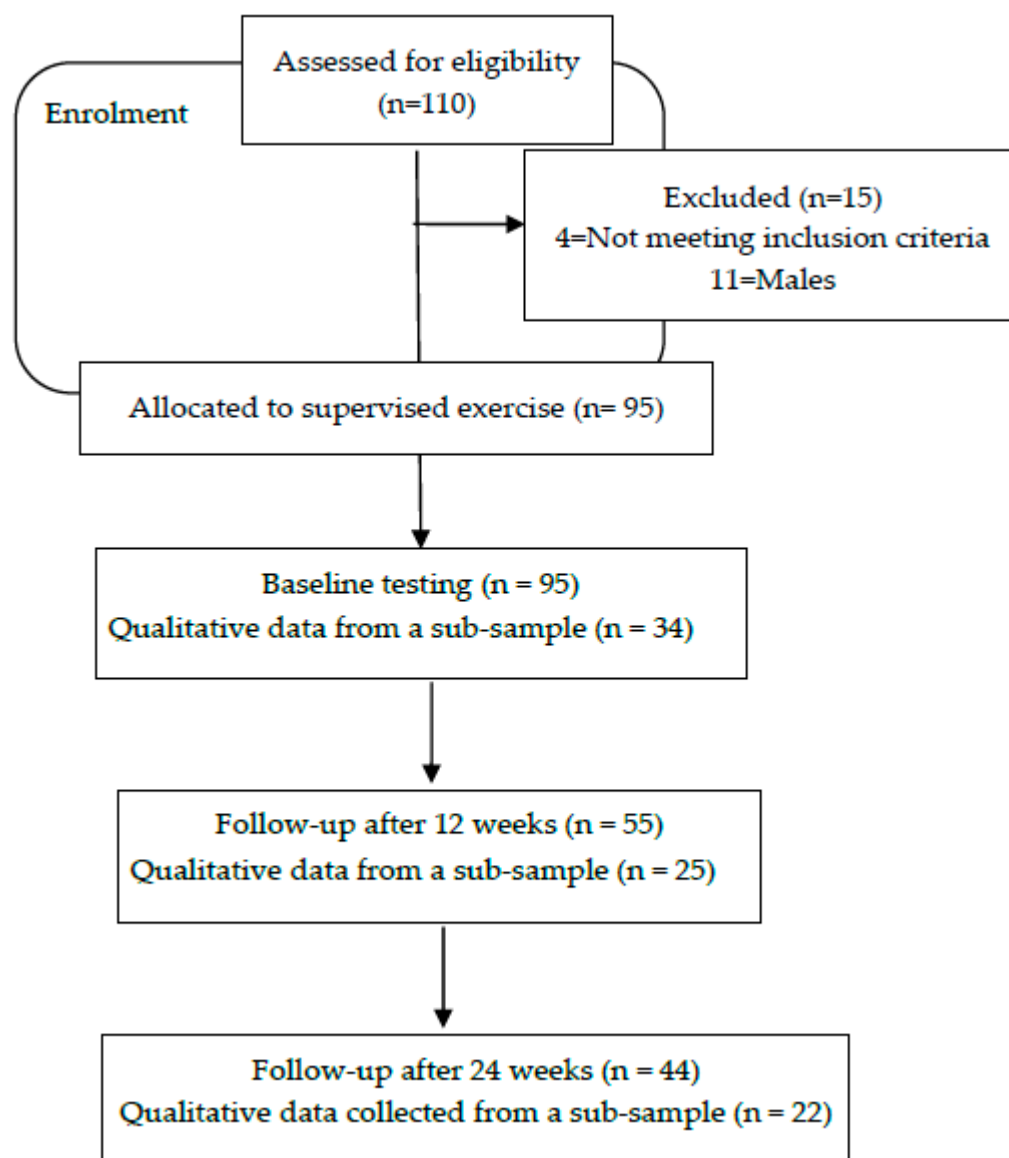 Assessed for eligibility
(n=110)
Enrolment
Excluded (n=15)
4=Not meeting inclusion criteria
11=Males
Allocated to supervised exercise (n= 95)
Baseline testing (n = 95)
Qualitative data from a sub-sample (n = 34)
Follow-up after 12 weeks (n = 55)
Qualitative data from a sub-sample (n = 25)
Follow-up after 24 weeks (n = 44)
Qualitative data collected from a sub-sample (n = 22)